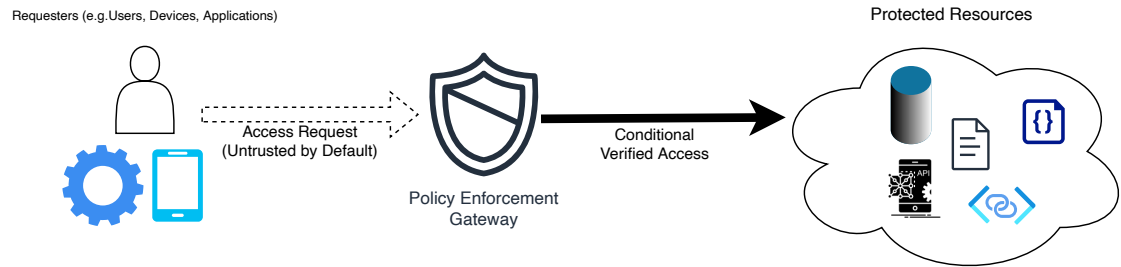 Requesters (e.g.Users, Devices, Applications)
Protected Resources
Access Request
(Untrusted by Default)
Policy Enforcement
Gateway
Conditional
Verified Access
{}
API